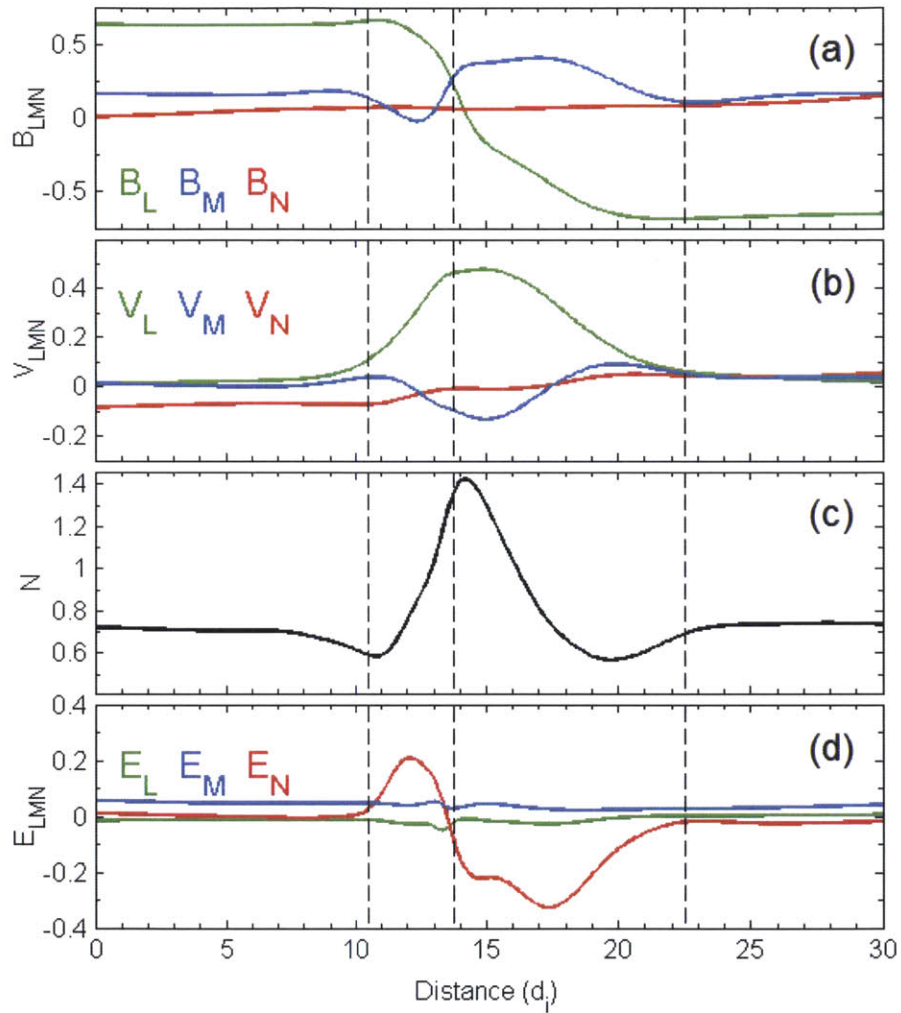 (a)
0.5
0
-0.5
B_LMN
B_L B_M B_N
(b)
0.4
0.2
0
-0.2
V_LMN
V_L V_M V_N
(c)
1.4
1.2
1
0.8
0.6
N
(d)
0.4
0.2
0
-0.2
-0.4
E_LMN
E_L E_M E_N
0 5 10 15 20 25 30
Distance (d_i)